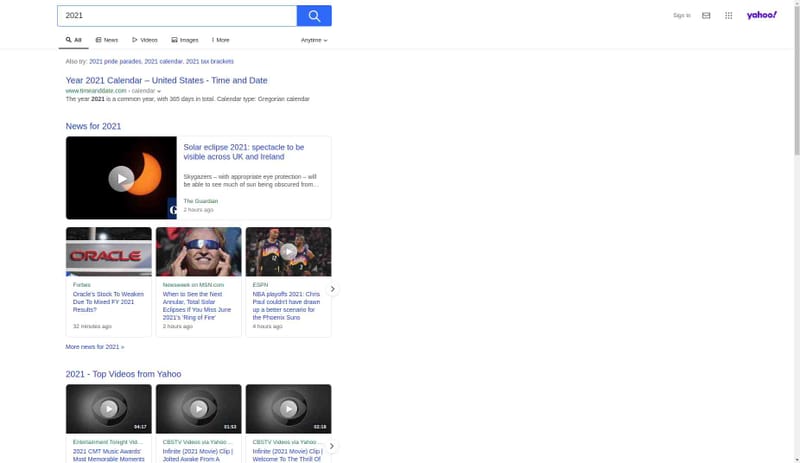 2021
Sign In
yahoo!
All
News
Videos
Images
More
Anytime
Also try: 2021 pride parades, 2021 calendar, 2021 tax brackets
Year 2021 Calendar – United States - Time and Date
www.timeanddate.com › calendar
The year 2021 is a common year, with 365 days in total. Calendar type: Gregorian calendar
News for 2021
Solar eclipse 2021: spectacle to be
visible across UK and Ireland
Skygazers – with appropriate eye protection – will
be able to see much of sun being obscured from…
The Guardian
2 hours ago
G
ORACLE
Forbes
Oracle's Stock To Weaken
Due To Mixed FY 2021
Results?
32 minutes ago
Newsweek on MSN.com
When to See the Next
Annular, Total Solar
Eclipses if You Miss June
2021's 'Ring of Fire'
2 hours ago
ESPN
NBA playoffs 2021: Chris
Paul couldn't have drawn
up a better scenario for
the Phoenix Suns
4 hours ago
More news for 2021 »
2021 - Top Videos from Yahoo
04:17
01:53
02:18
Entertainment Tonight Vid...
2021 CMT Music Awards'
Most Memorable Moments
CBSTV Videos via Yahoo ...
Infinite (2021 Movie) Clip |
Jolted Awake From A
CBSTV Videos via Yahoo ...
Infinite (2021 Movie) Clip |
Welcome To The Thrill Of